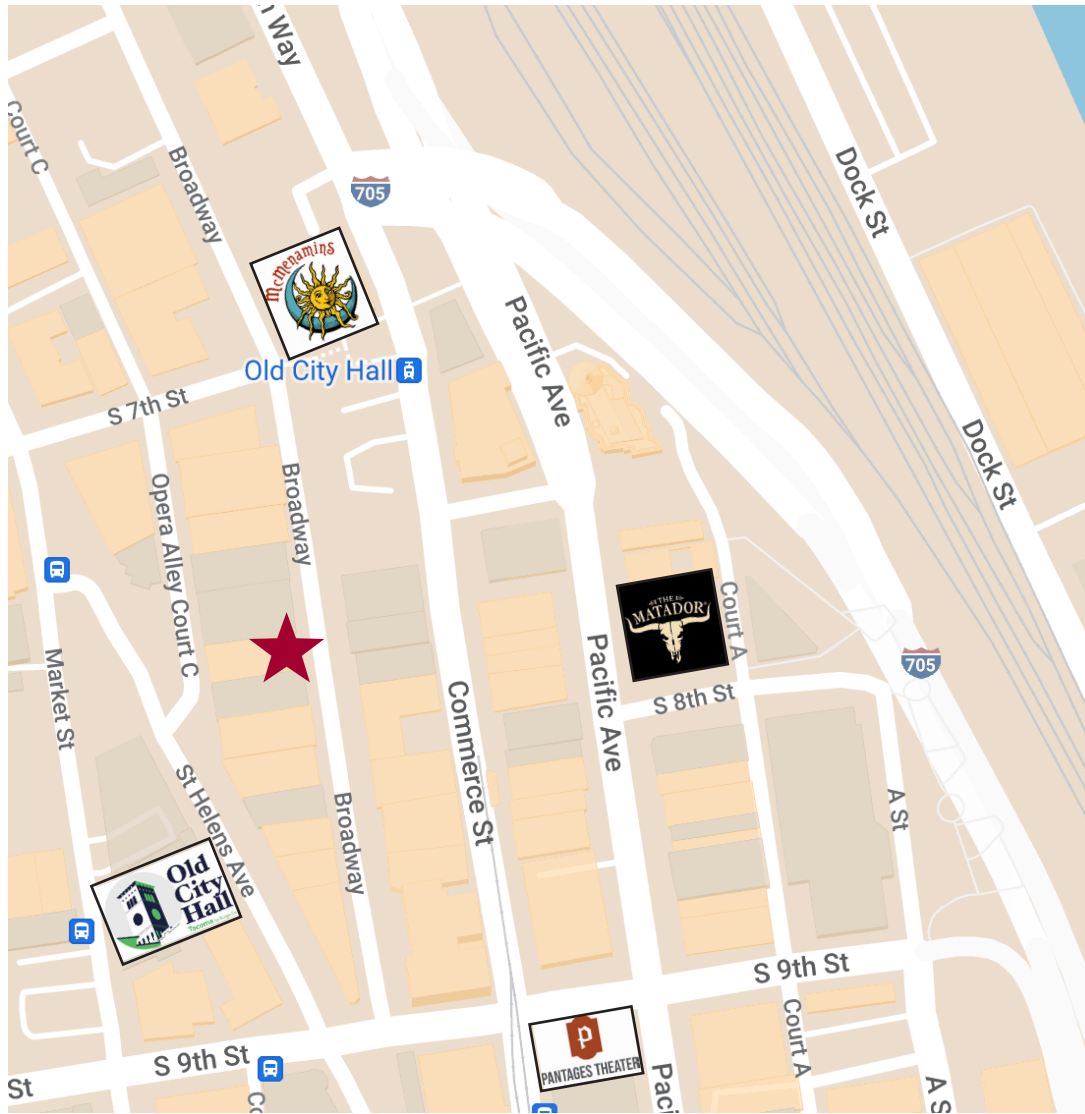 n Way
Court C
Broadway
705
Dock St
McMenamins
Pacific Ave
Old City Hall
S 7th St
Dock St
Broadway
Opera Alley Court C
THE
MATADOR
Court A
Market St
Pacific Ave
705
S 8th St
Commerce St
St Helens Ave
Broadway
A St
Old
City
Hall
Tacoma
S 9th St
P
PANTAGES THEATER
Court A
S 9th St
St
Co
Paci
A S